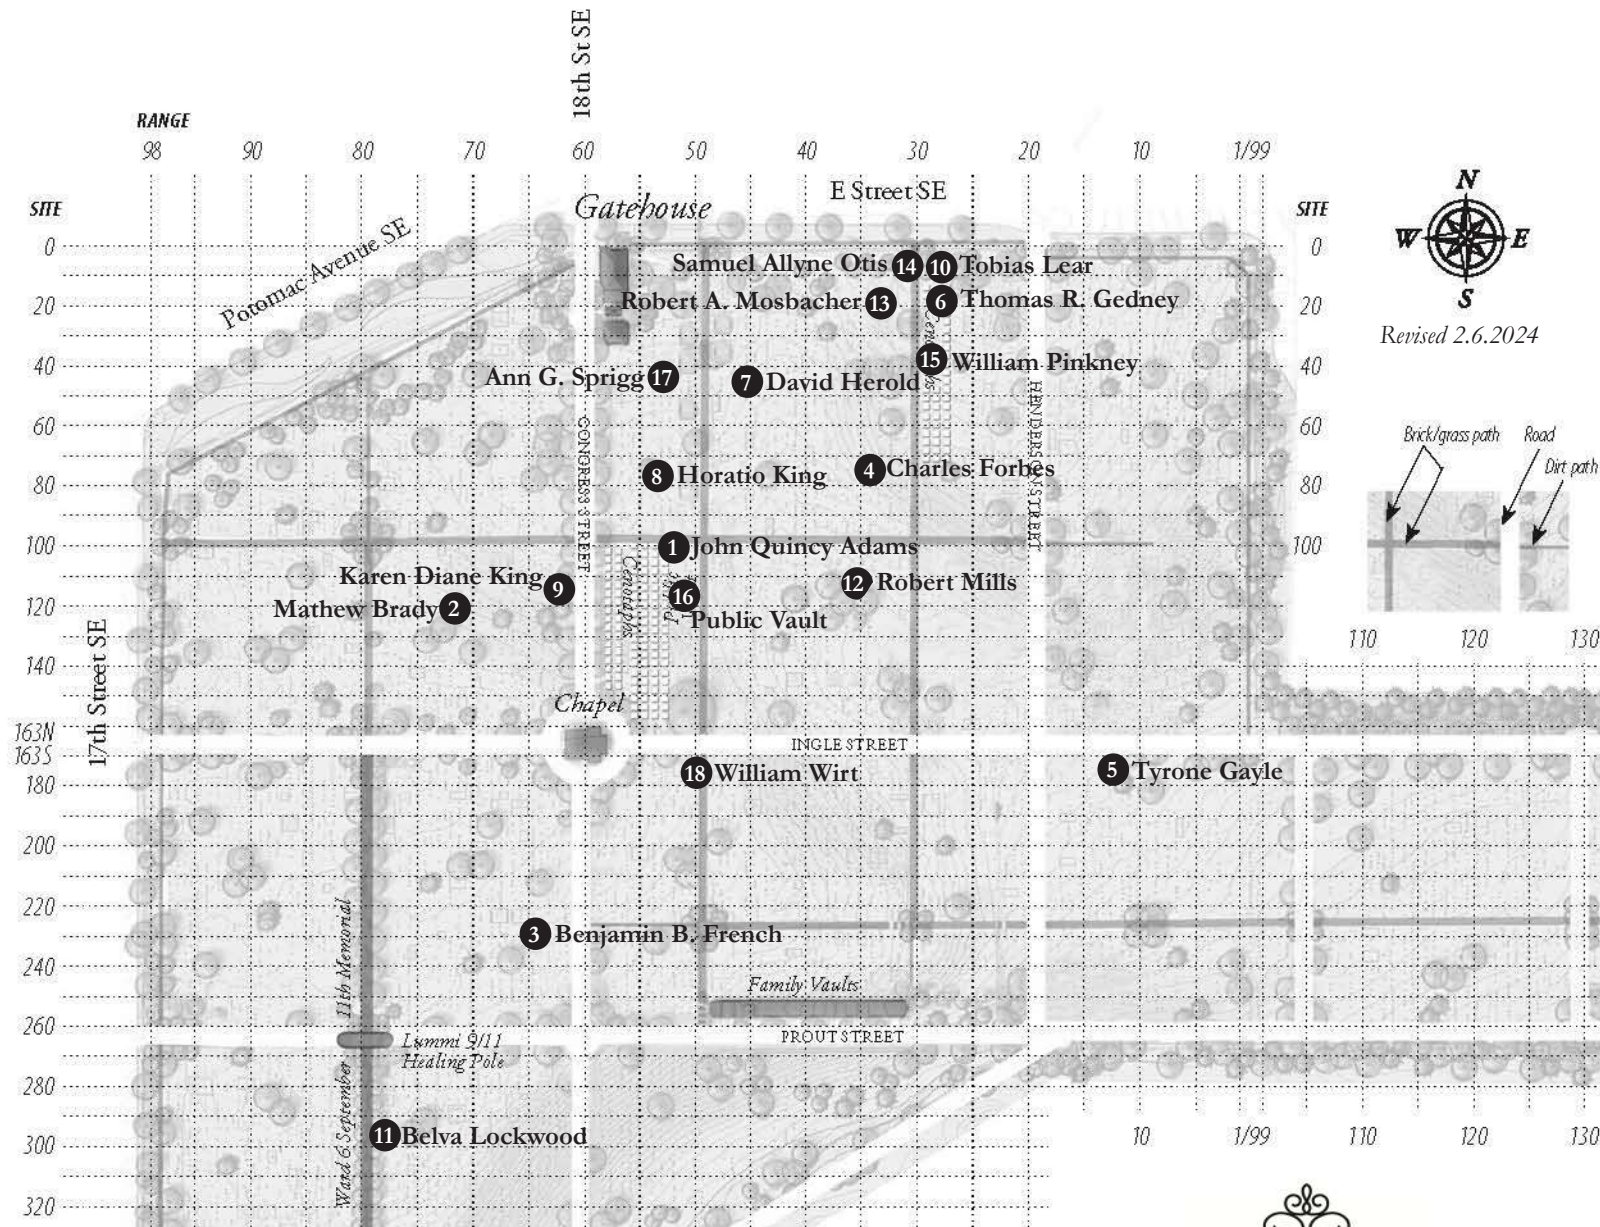 18th St SE
RANGE
98 90 80 70 60 50 40 30 20 10 1/99
E Street SE
Gatehouse
N
W E
S
Revised 2.6.2024
SITE
SITE
0
20
40
60
80
100
120
140
163N
163S
180
200
220
240
260
280
300
320
0
20
40
60
80
100
Potomac Avenue SE
17th Street SE
Samuel Allyne Otis 14
10 Tobias Lear
Robert A. Mosbacher 13
6 Thomas R. Gedney
15 William Pinkney
Ann G. Sprigg 17
7 David Herold
CONGRESS STREET
HENDERSON STREET
8 Horatio King
4 Charles Forbes
Brick/grass path
Road
Dirt path
1 John Quincy Adams
Karen Diane King 9
Cenotaphs
12 Robert Mills
Mathew Brady 2
16
Public Vault
110 120 130
Chapel
INGLE STREET
18 William Wirt
5 Tyrone Gayle
3 Benjamin B. French
Family Vaults
PROUT STREET
Ward 6 September 11th Memorial
Lummi 9/11
Healing Pole
11 Belva Lockwood
10 1/99 110 120 130